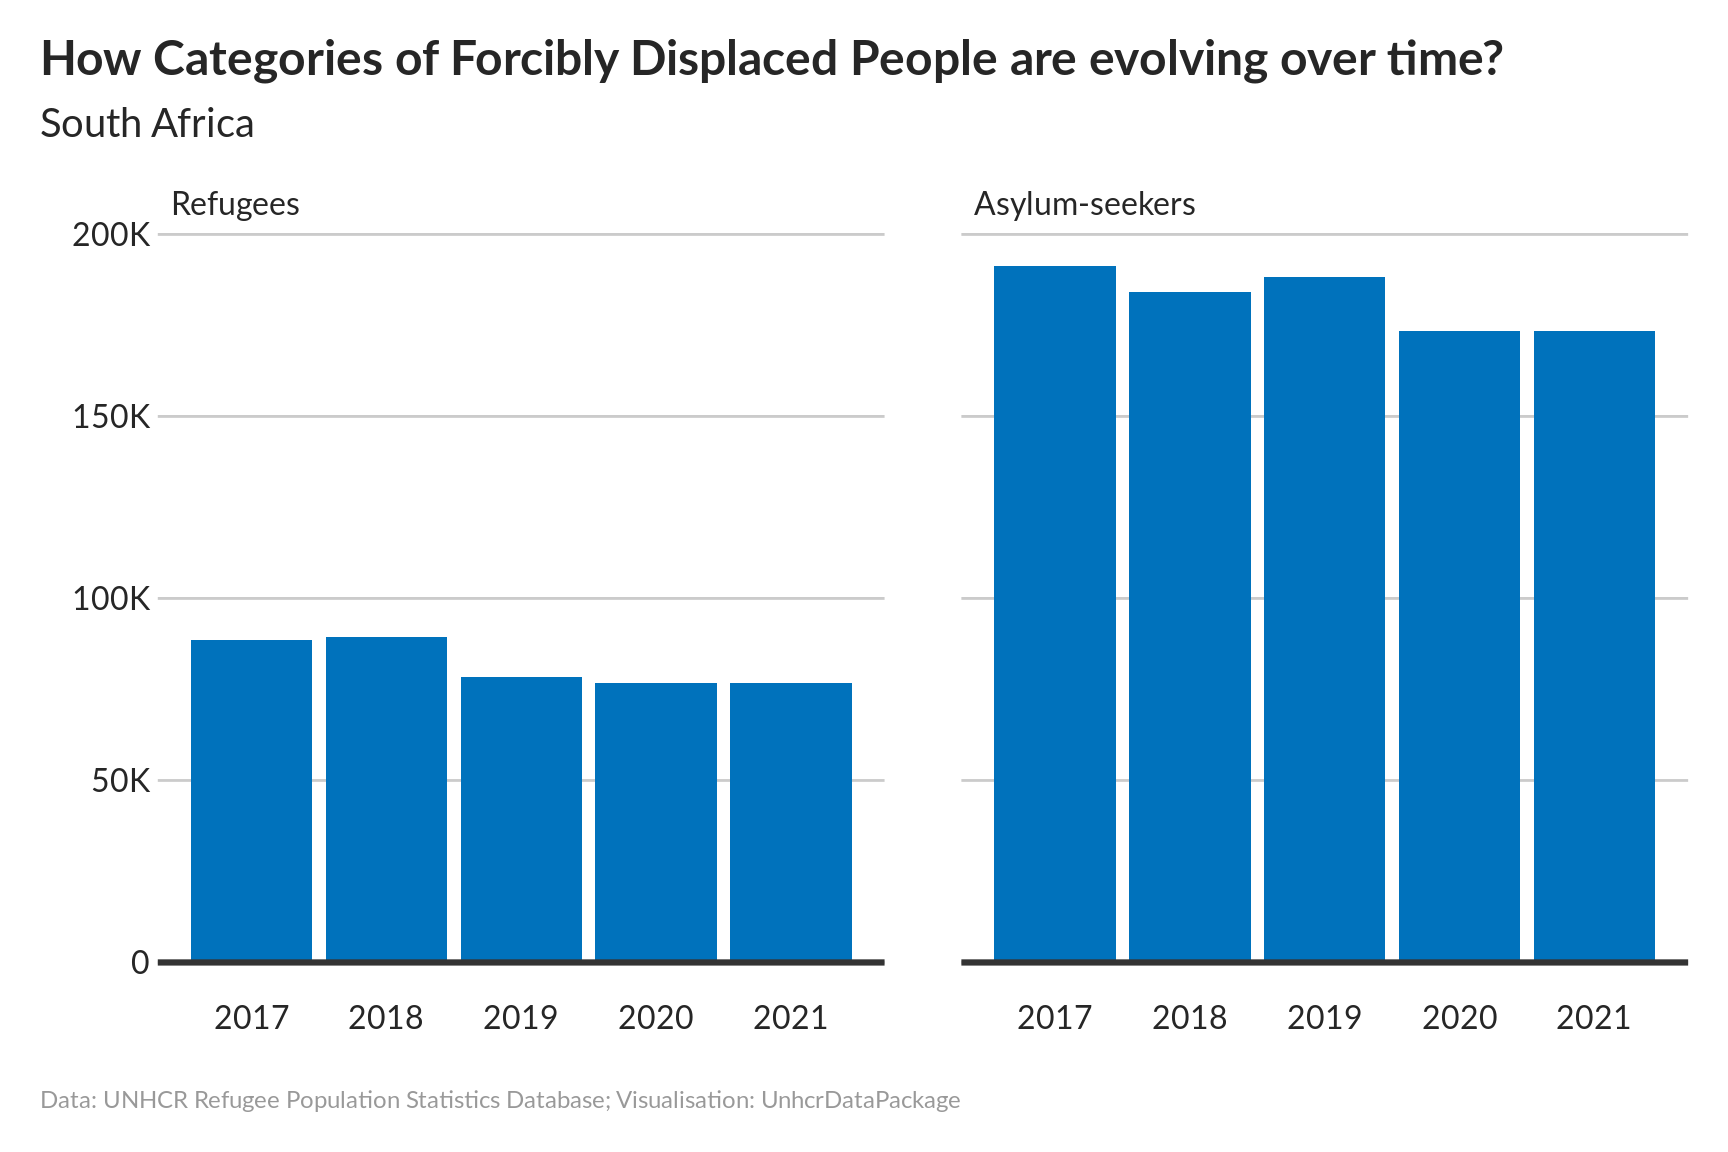 How Categories of Forcibly Displaced People are evolving over time?
South Africa
Refugees
200K
150K
100K
50K
0
2017 2018 2019 2020 2021
Asylum-seekers
2017 2018 2019 2020 2021
Data: UNHCR Refugee Population Statistics Database; Visualisation: UnhcrDataPackage